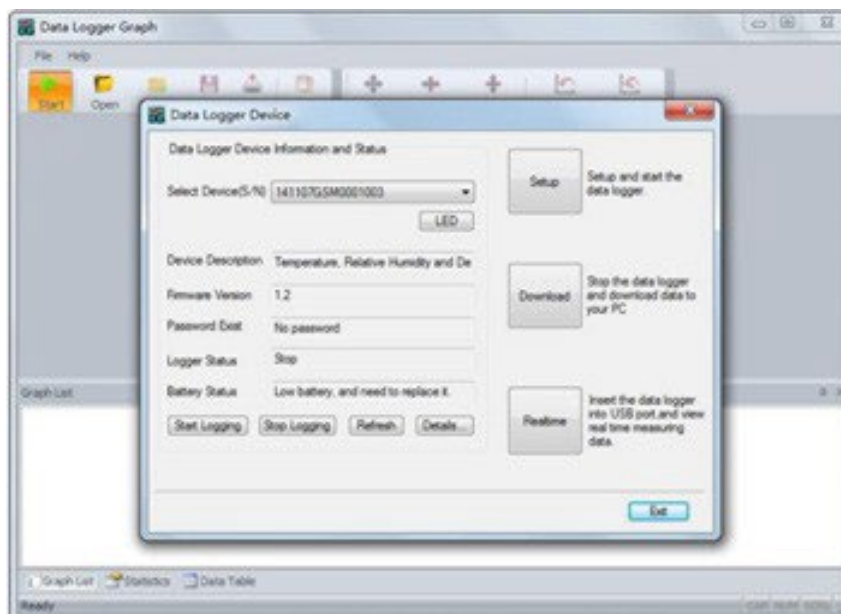 Data Logger Graph
File Help
Start Open
Data Logger Device
Data Logger Device Information and Status
Select Device(S/N) 141107GSM0001003
LED
Device Description Temperature, Relative Humidity and De
Firmware Version 1.2
Password Exist No password
Logger Status Stop
Battery Status Low battery, and need to replace it.
Start Logging Stop Logging Refresh Details...
Setup
Setup and start the
data logger.
Download
Stop the data logger
and download data to
your PC
Realtime
Insert the data logger
into USB port,and view
real time measuring
data.
Exit
Graph List
Graph List Statistics Data Table
Ready
CAP NUM SCRL